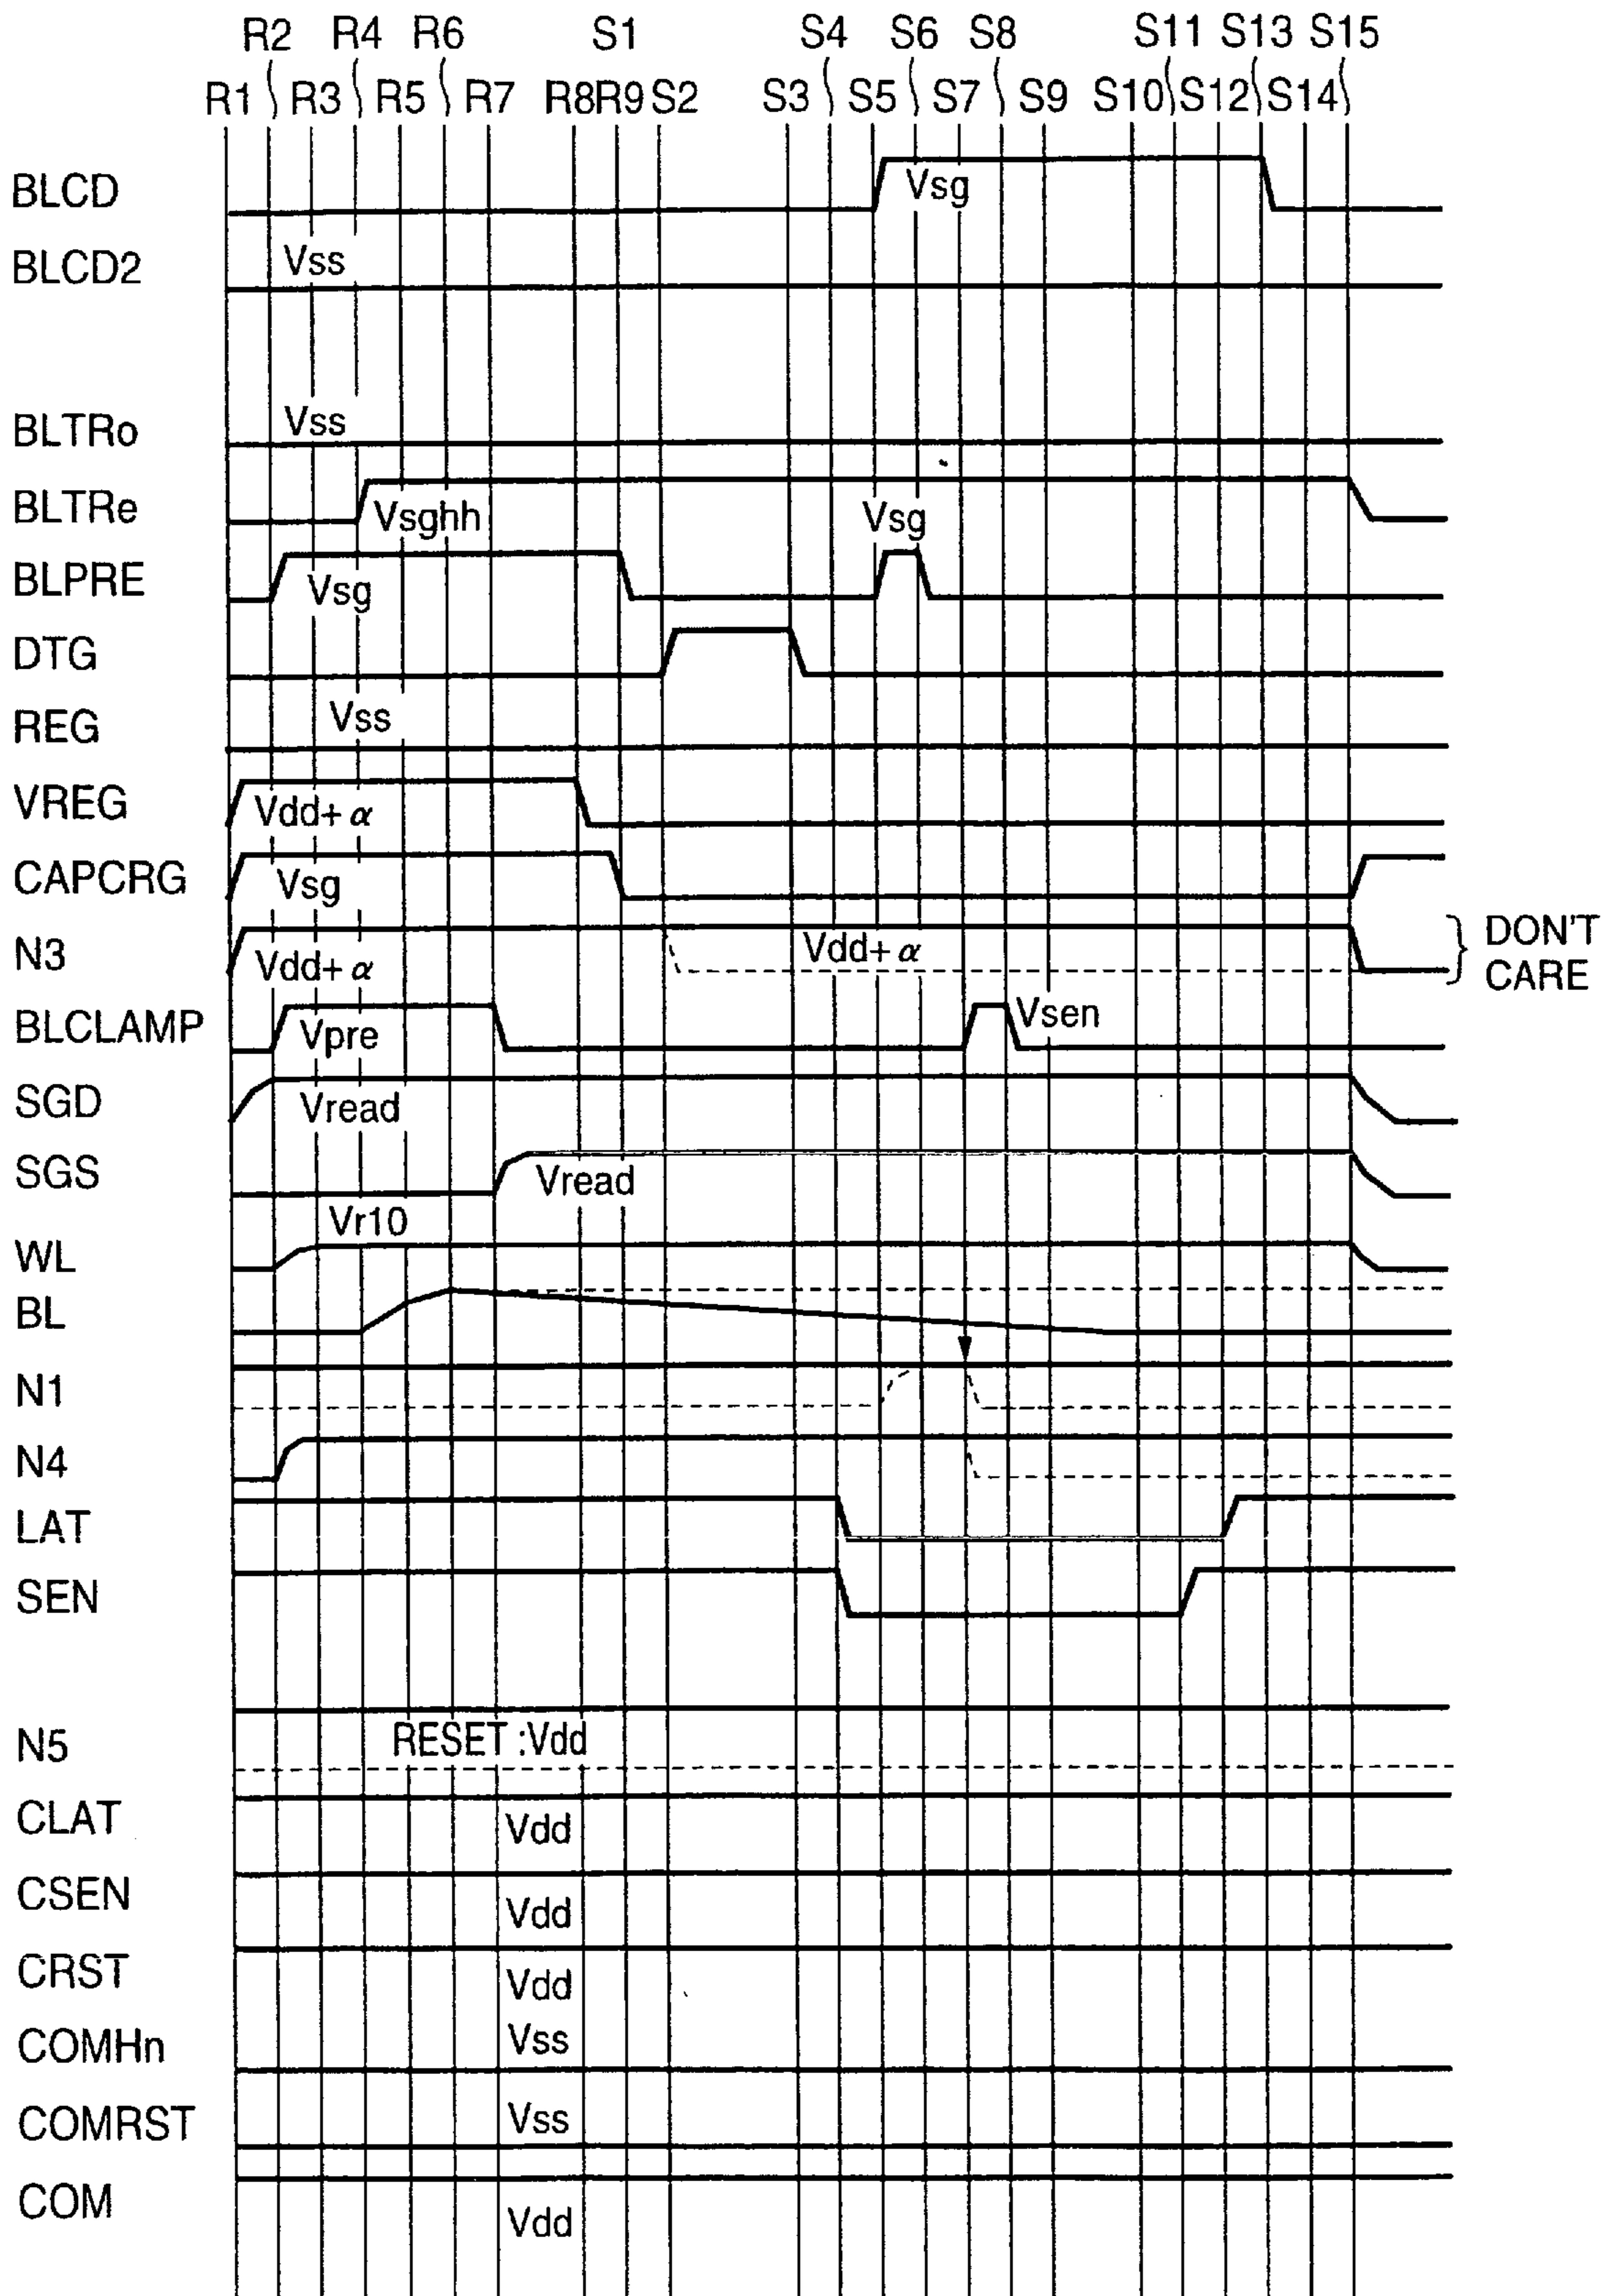 R2 R4 R6 S1 S4 S6 S8 S11 S13 S15
R1 R3 R5 R7 R8 R9 S2 S3 S5 S7 S9 S10 S12 S14
BLCD Vsg
BLCD2 Vss
BLTRo Vss
BLTRe Vsghh Vsg
BLPRE Vsg
DTG
REG Vss
VREG Vdd+α
CAPCRG Vsg
N3 Vdd+α Vdd+α DON'T
CARE
BLCLAMP Vpre Vsen
SGD Vread
SGS Vread
Vr10
WL
BL
N1
N4
LAT
SEN
N5 RESET :Vdd
CLAT Vdd
CSEN Vdd
CRST Vdd
COMHn Vss
COMRST Vss
COM Vdd